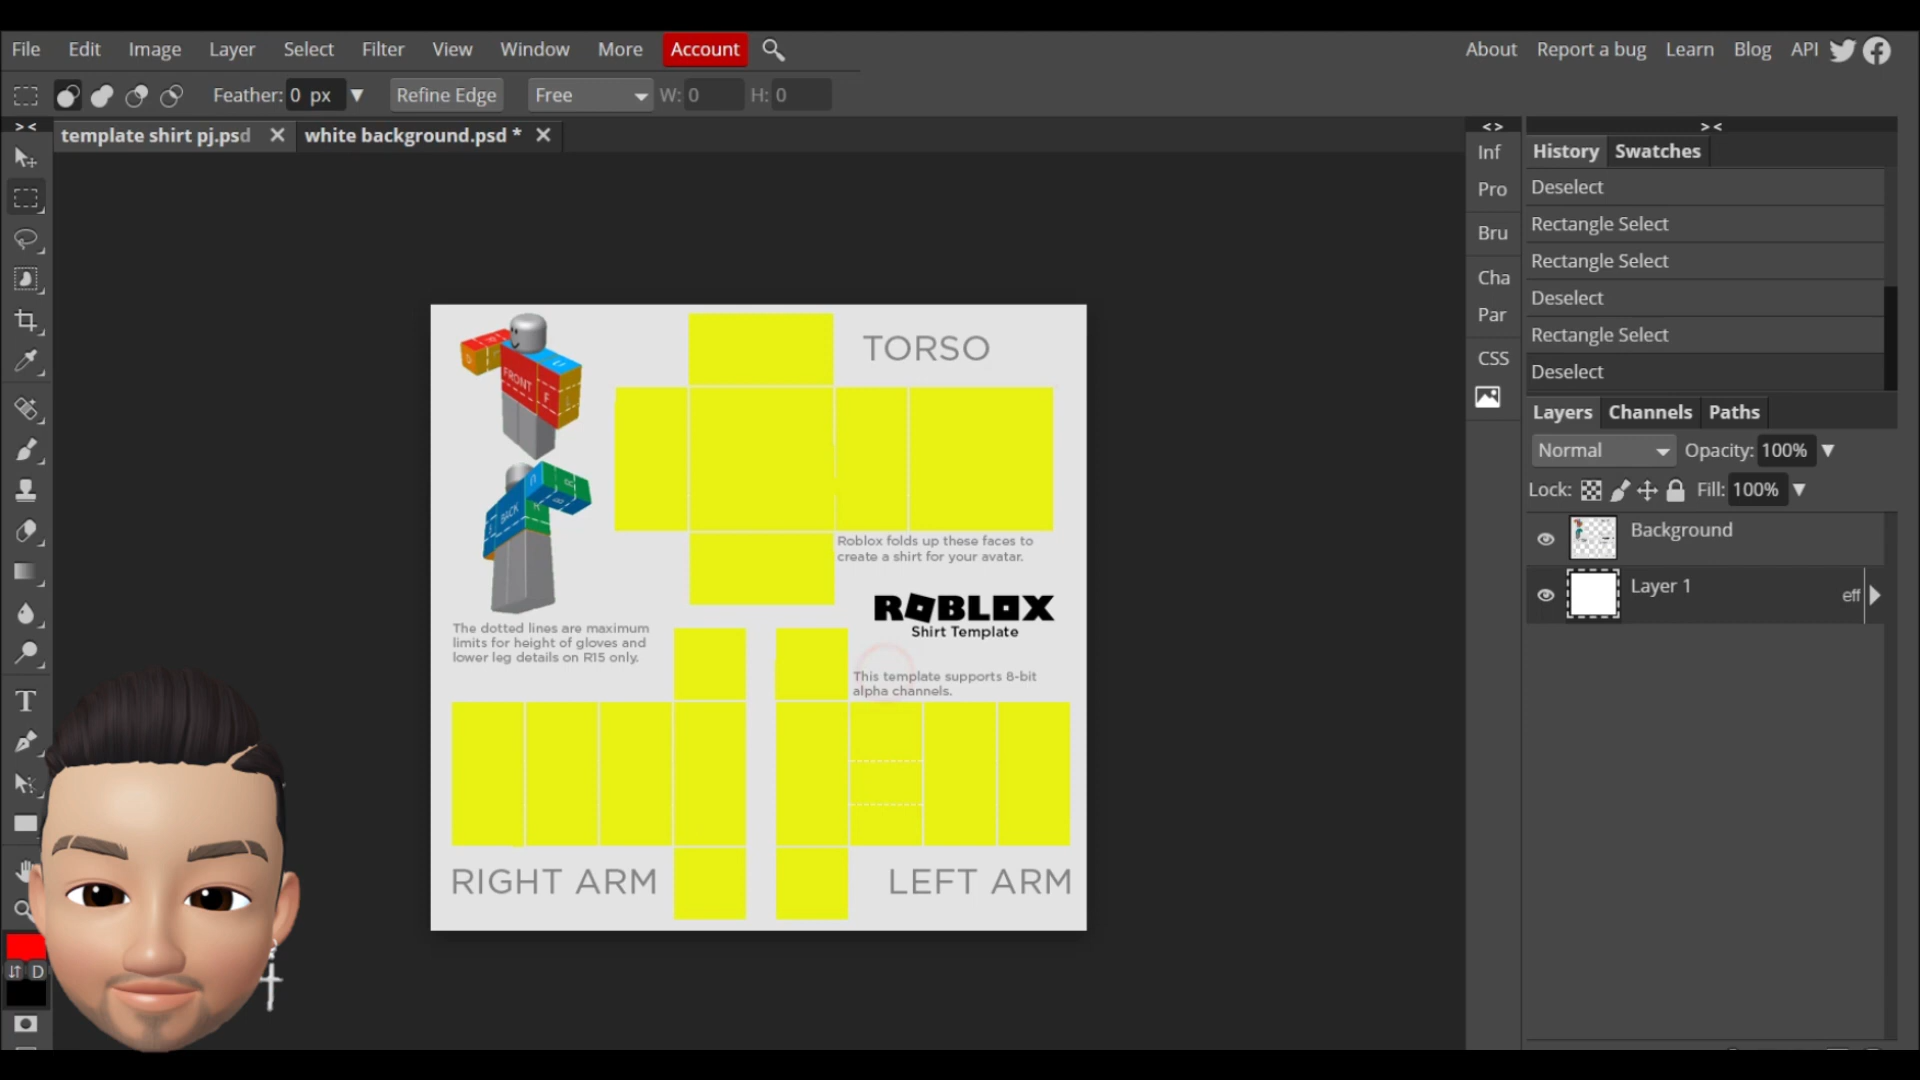 File Edit Image Layer Select Filter View Window More Account About Report a bug Learn Blog API
Feather: 0 px Refine Edge Free W: 0 H: 0
> < template shirt pj.psd white background.psd * < > > <
Inf
Pro
Bru
Cha
Par
CSS
History Swatches
Deselect
Rectangle Select
Rectangle Select
Deselect
Rectangle Select
Deselect
Layers Channels Paths
Normal Opacity: 100%
Lock: Fill: 100%
Background
Layer 1 eff
TORSO
FRONT
F
BACK
Roblox folds up these faces to
create a shirt for your avatar.
ROBLOX
Shirt Template
The dotted lines are maximum
limits for height of gloves and
lower leg details on R15 only.
This template supports 8-bit
alpha channels.
RIGHT ARM LEFT ARM
T
D